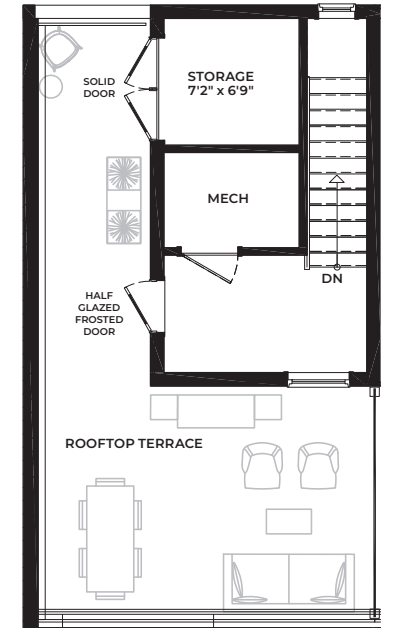 SOLID
DOOR
STORAGE
7'2" x 6'9"
MECH
DN
HALF
GLAZED
FROSTED
DOOR
ROOFTOP TERRACE